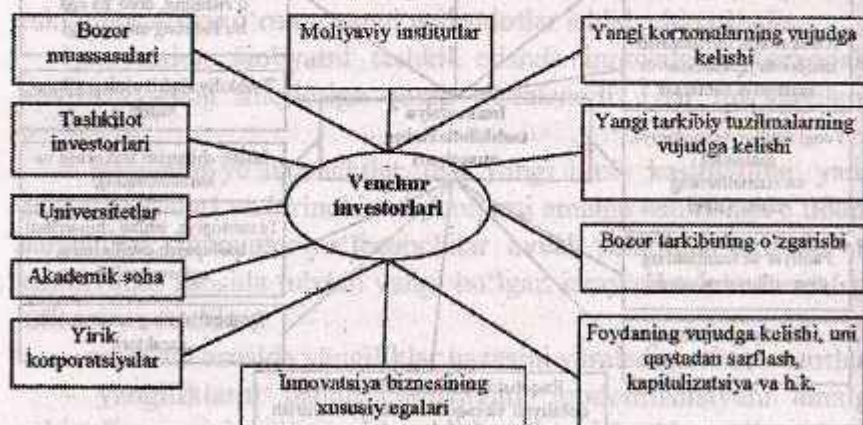 Bozor
muassasalari
Moliyaviy institutlar
Yangi korxonalarning vujudga
kelishi
Tashkilot
investorlari
Yangi tarkibiy tuzilmalarning
vujudga kelishi
Venchur
investorlari
Universitetlar
Bozor tarkibining o‘zgarishi
Akademik soha
Yirik
korporatsiyalar
Foydaning vujudga kelishi, uni
qaytadan sarflash,
kapitalizatsiya va h.k.
Innovatsiya biznesining
xususiy egalari